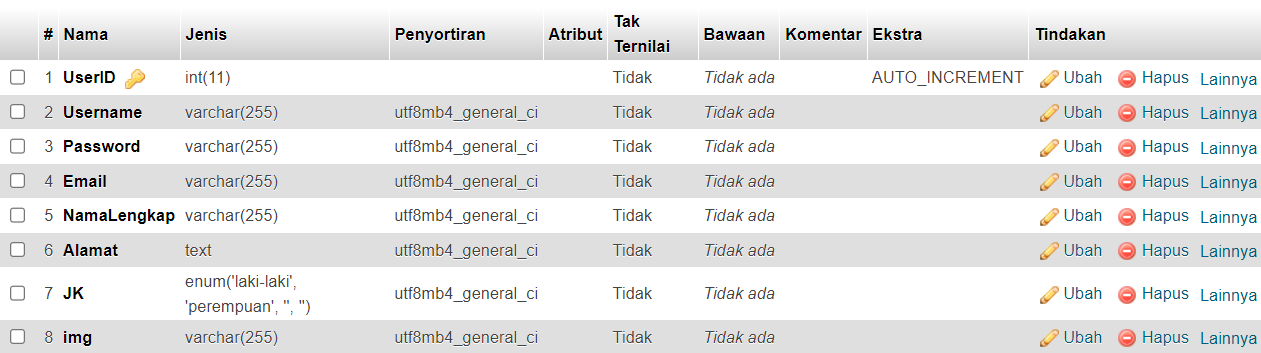 # Nama Jenis Penyortiran Atribut Tak Ternilai Bawaan Komentar Ekstra Tindakan
1 UserID int(11) Tidak Tidak ada AUTO_INCREMENT Ubah Hapus Lainnya
2 Username varchar(255) utf8mb4_general_ci Tidak Tidak ada Ubah Hapus Lainnya
3 Password varchar(255) utf8mb4_general_ci Tidak Tidak ada Ubah Hapus Lainnya
4 Email varchar(255) utf8mb4_general_ci Tidak Tidak ada Ubah Hapus Lainnya
5 NamaLengkap varchar(255) utf8mb4_general_ci Tidak Tidak ada Ubah Hapus Lainnya
6 Alamat text utf8mb4_general_ci Tidak Tidak ada Ubah Hapus Lainnya
7 JK enum('laki-laki', 'perempuan', '', '') utf8mb4_general_ci Tidak Tidak ada Ubah Hapus Lainnya
8 img varchar(255) utf8mb4_general_ci Tidak Tidak ada Ubah Hapus Lainnya